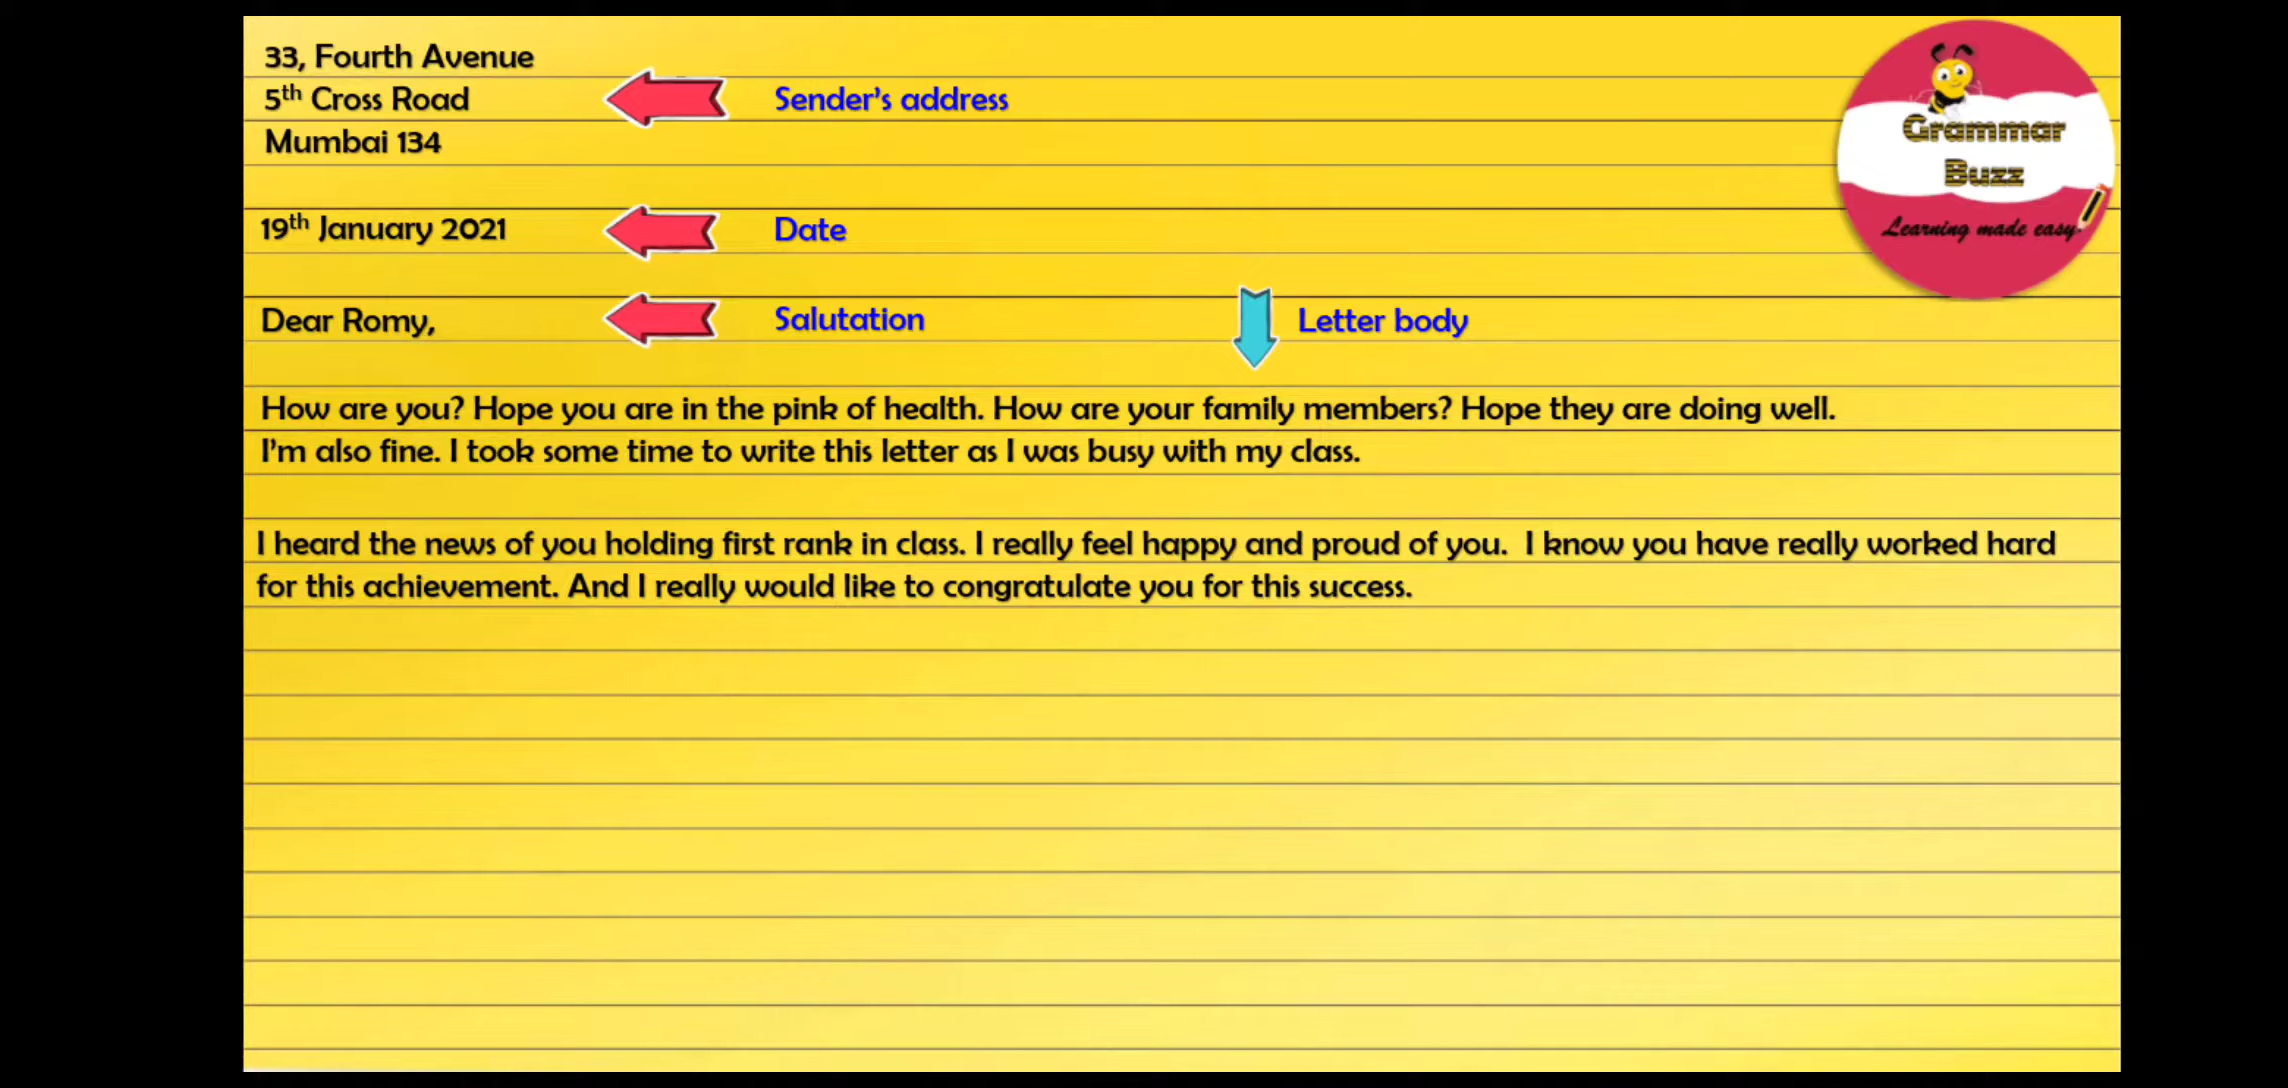 33, Fourth Avenue
5th Cross Road
Sender's address
Mumbai 134
19th January 2021
Date
Dear Romy,
Salutation
Letter body
How are you? Hope you are in the pink of health. How are your family members? Hope they are doing well.
I'm also fine. I took some time to write this letter as I was busy with my class.
I heard the news of you holding first rank in class. I really feel happy and proud of you. I know you have really worked hard
for this achievement. And I really would like to congratulate you for this success.
Grammar
Buzz
Learning made easy